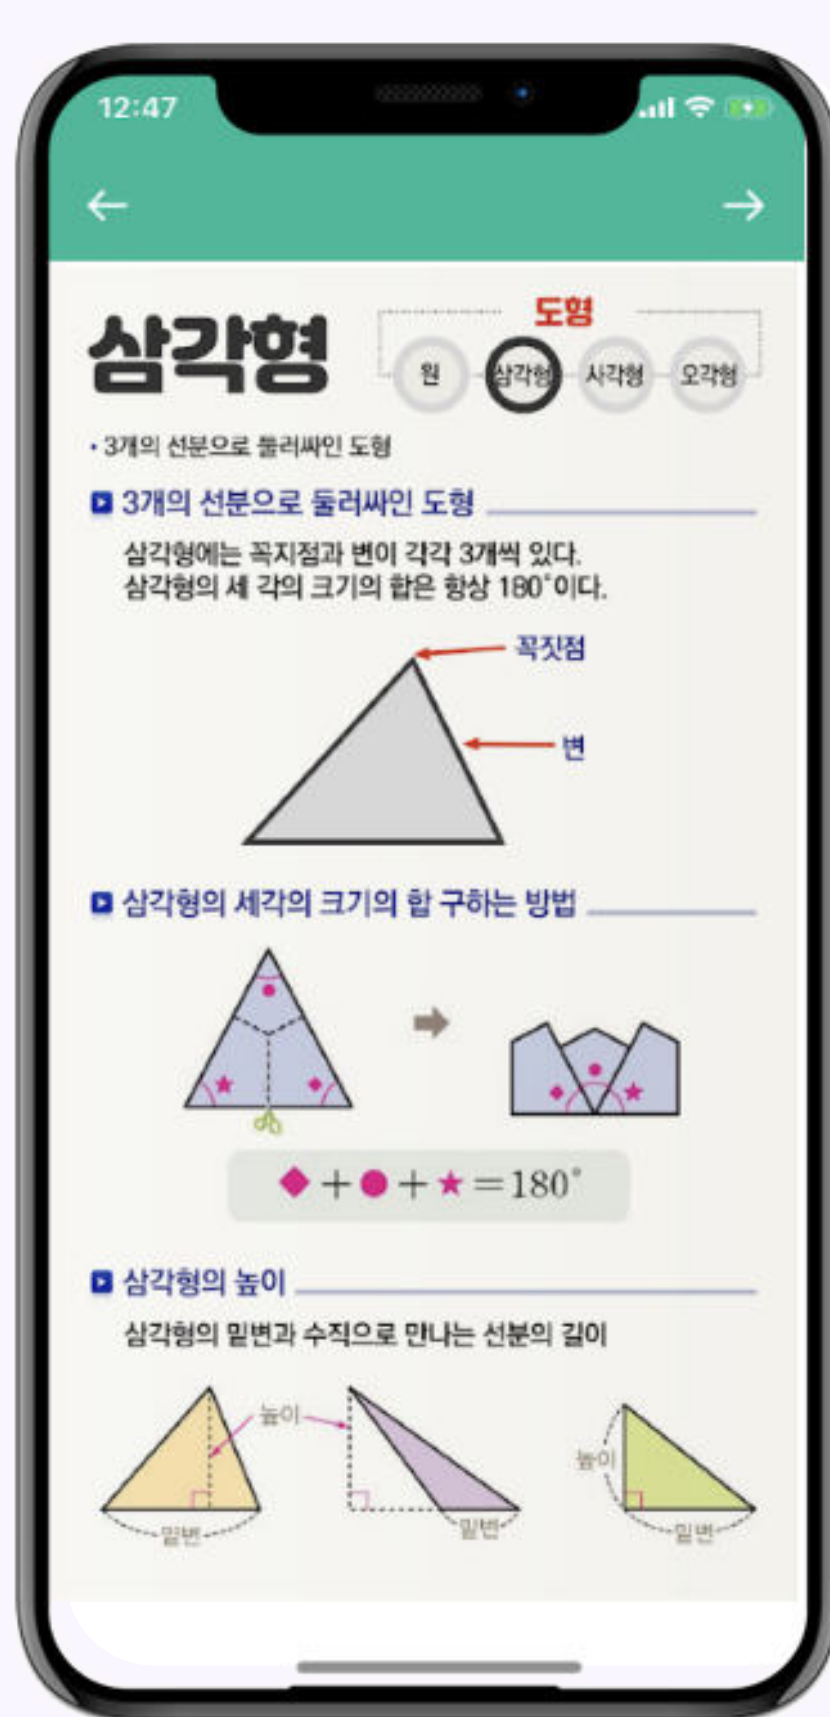 12:47
삼각형
도형
원
삼각형
사각형
오각형
• 3개의 선분으로 둘러싸인 도형
3개의 선분으로 둘러싸인 도형
삼각형에는 꼭지점과 변이 각각 3개씩 있다.
삼각형의 세 각의 크기의 합은 항상 180°이다.
꼭짓점
변
삼각형의 세각의 크기의 합 구하는 방법
◆+●+★=180°
삼각형의 높이
삼각형의 밑변과 수직으로 만나는 선분의 길이
높이
높이
밑변
밑변
밑변